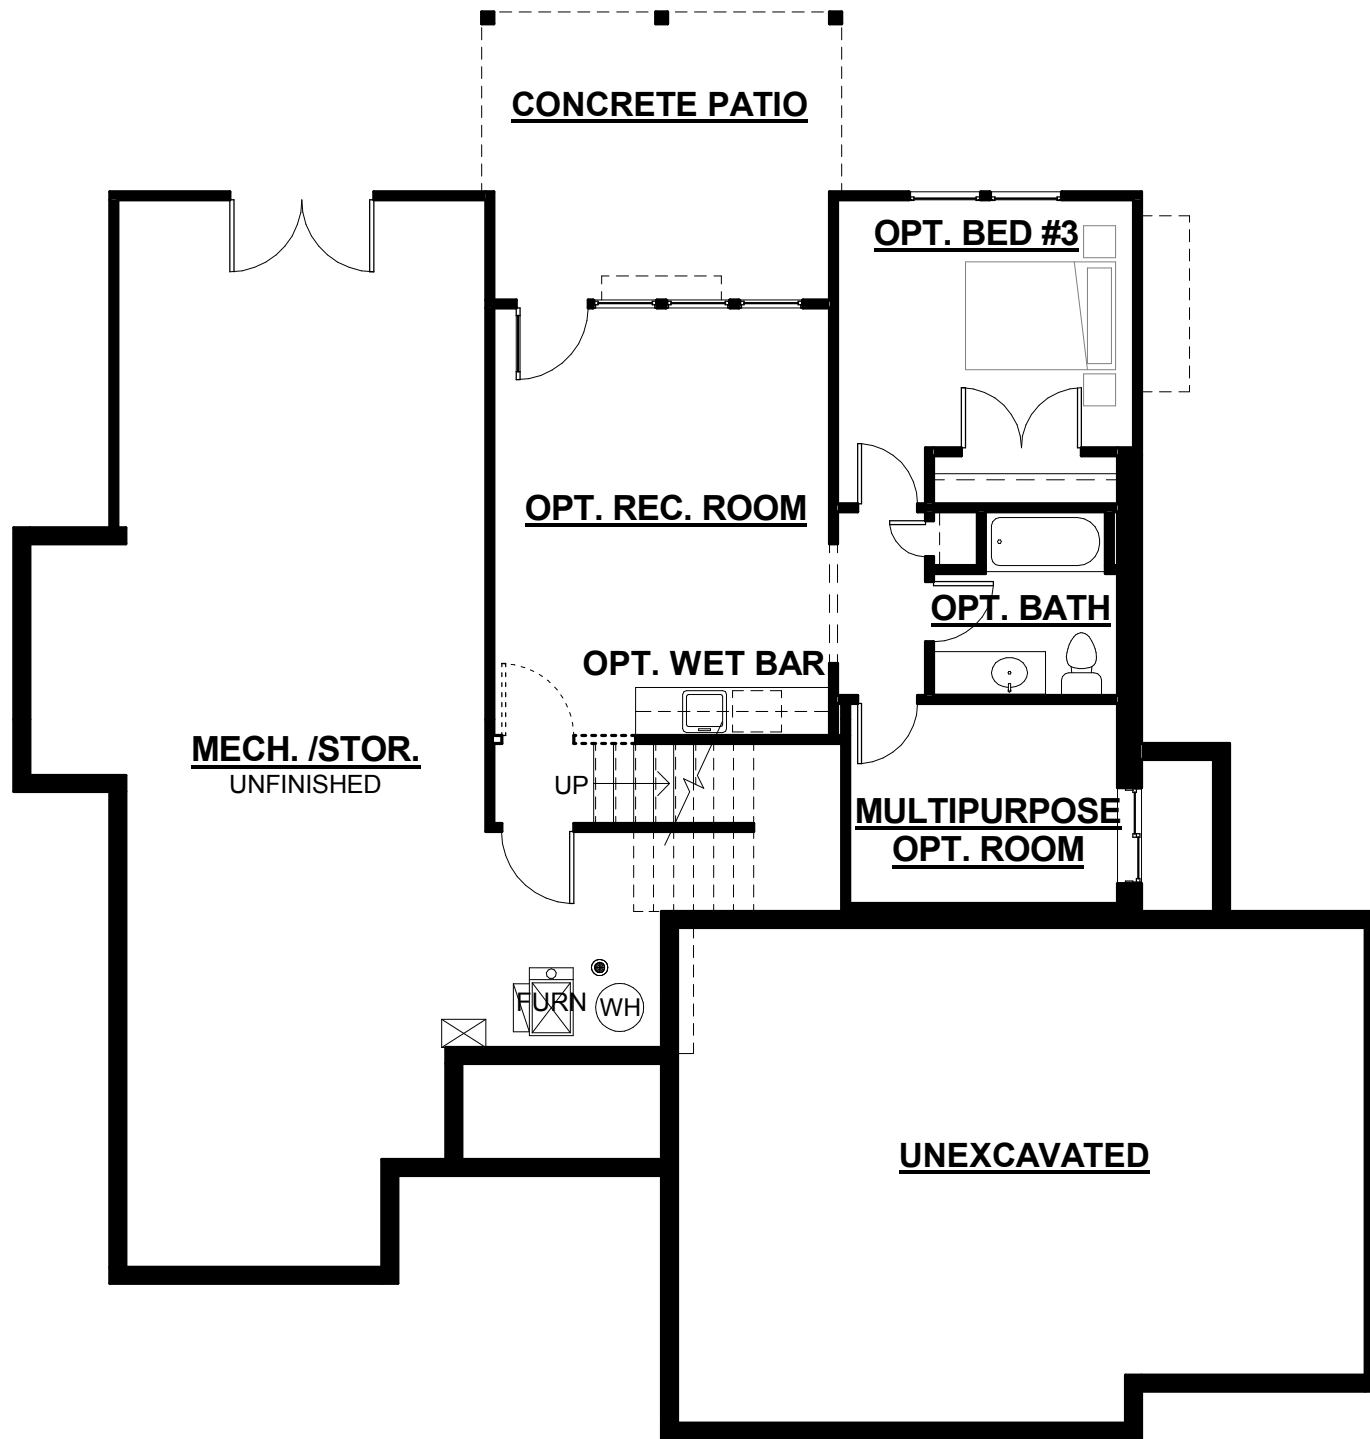 CONCRETE PATIO
OPT. BED #3
OPT. REC. ROOM
OPT. BATH
OPT. WET BAR
MECH. /STOR.
UNFINISHED
UP
MULTIPURPOSE
OPT. ROOM
FURN
WH
UNEXCAVATED